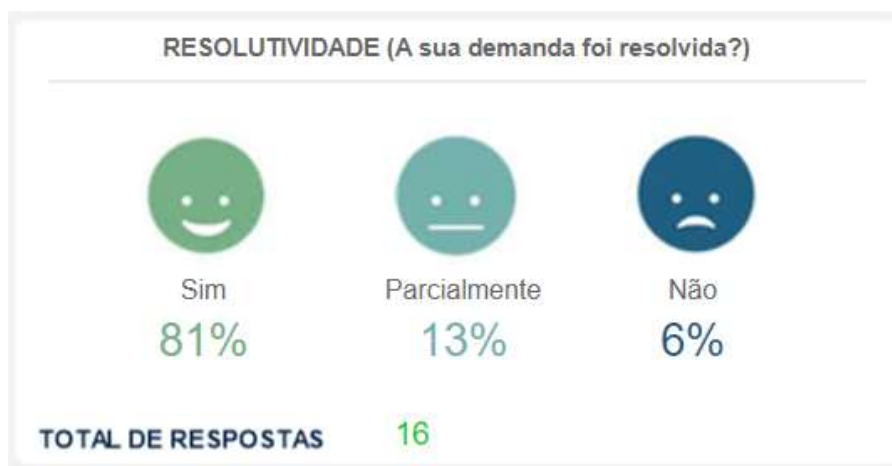 RESOLUTIVIDADE (A sua demanda foi resolvida?)
Sim Parcialmente Não
81% 13% 6%
TOTAL DE RESPOSTAS 16